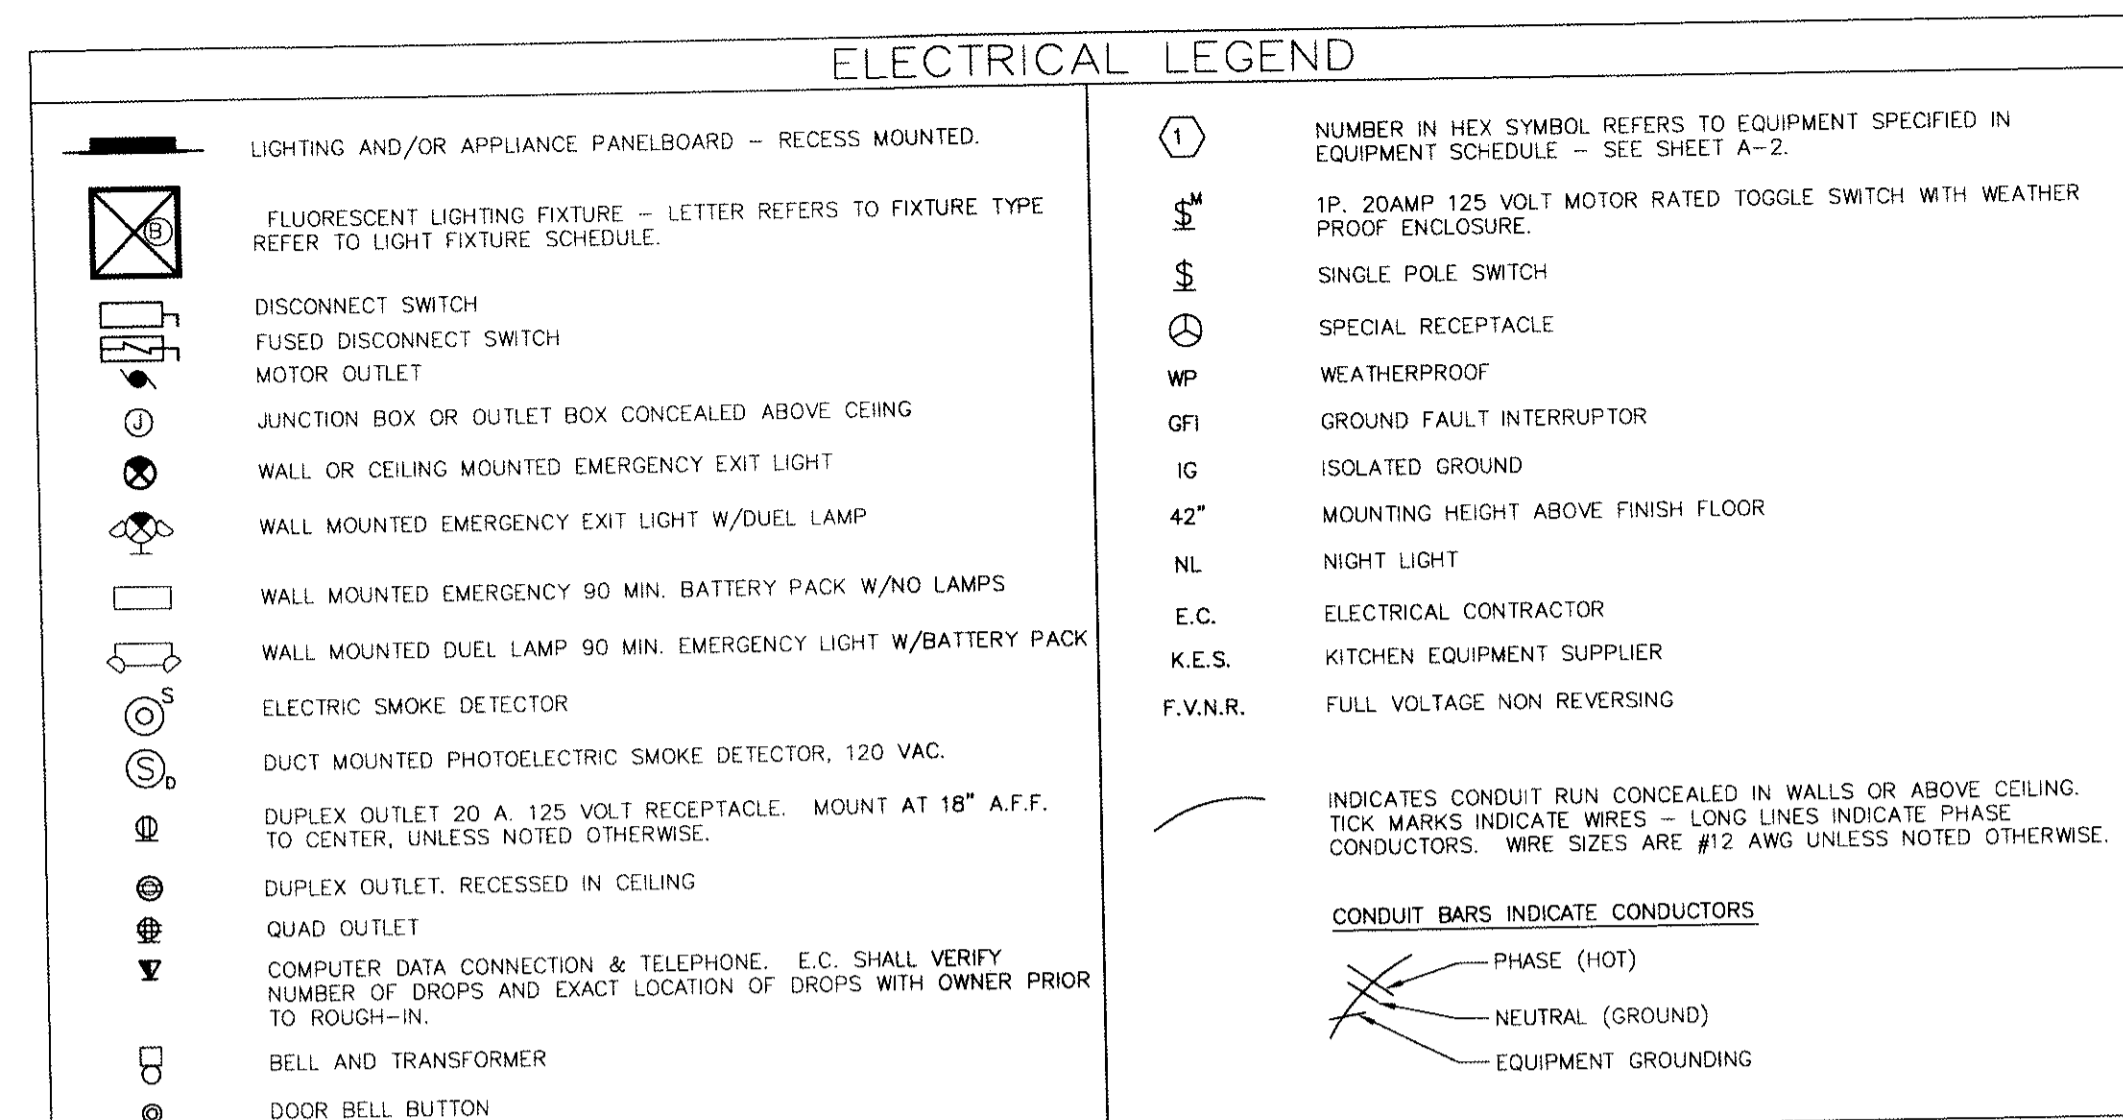 ELECTRICAL LEGEND
LIGHTING AND/OR APPLIANCE PANELBOARD – RECESS MOUNTED.
B
FLUORESCENT LIGHTING FIXTURE – LETTER REFERS TO FIXTURE TYPE
REFER TO LIGHT FIXTURE SCHEDULE.
DISCONNECT SWITCH
FUSED DISCONNECT SWITCH
MOTOR OUTLET
J JUNCTION BOX OR OUTLET BOX CONCEALED ABOVE CEIING
WALL OR CEILING MOUNTED EMERGENCY EXIT LIGHT
WALL MOUNTED EMERGENCY EXIT LIGHT W/DUEL LAMP
WALL MOUNTED EMERGENCY 90 MIN. BATTERY PACK W/NO LAMPS
WALL MOUNTED DUEL LAMP 90 MIN. EMERGENCY LIGHT W/BATTERY PACK
S ELECTRIC SMOKE DETECTOR
S D DUCT MOUNTED PHOTOELECTRIC SMOKE DETECTOR, 120 VAC.
DUPLEX OUTLET 20 A. 125 VOLT RECEPTACLE. MOUNT AT 18" A.F.F.
TO CENTER, UNLESS NOTED OTHERWISE.
DUPLEX OUTLET. RECESSED IN CEILING
QUAD OUTLET
COMPUTER DATA CONNECTION & TELEPHONE. E.C. SHALL VERIFY
NUMBER OF DROPS AND EXACT LOCATION OF DROPS WITH OWNER PRIOR
TO ROUGH–IN.
BELL AND TRANSFORMER
DOOR BELL BUTTON
1 NUMBER IN HEX SYMBOL REFERS TO EQUIPMENT SPECIFIED IN
EQUIPMENT SCHEDULE – SEE SHEET A–2.
$M 1P. 20AMP 125 VOLT MOTOR RATED TOGGLE SWITCH WITH WEATHER
PROOF ENCLOSURE.
$ SINGLE POLE SWITCH
SPECIAL RECEPTACLE
WP WEATHERPROOF
GFI GROUND FAULT INTERRUPTOR
IG ISOLATED GROUND
42" MOUNTING HEIGHT ABOVE FINISH FLOOR
NL NIGHT LIGHT
E.C. ELECTRICAL CONTRACTOR
K.E.S. KITCHEN EQUIPMENT SUPPLIER
F.V.N.R. FULL VOLTAGE NON REVERSING
INDICATES CONDUIT RUN CONCEALED IN WALLS OR ABOVE CEILING.
TICK MARKS INDICATE WIRES – LONG LINES INDICATE PHASE
CONDUCTORS. WIRE SIZES ARE #12 AWG UNLESS NOTED OTHERWISE.
CONDUIT BARS INDICATE CONDUCTORS
PHASE (HOT)
NEUTRAL (GROUND)
EQUIPMENT GROUNDING